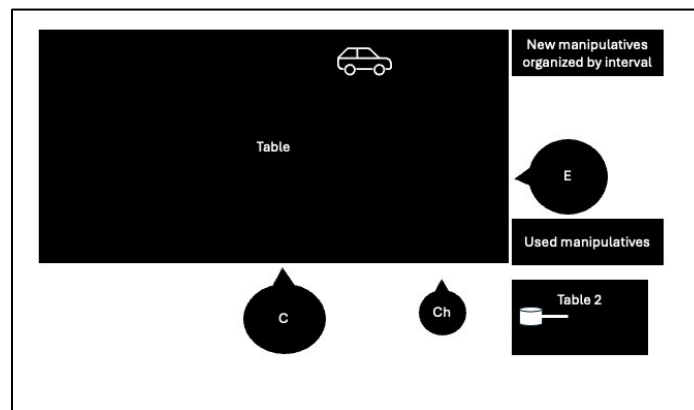 New manipulatives
organized by interval
Table
E
Used manipulatives
C
Ch
Table 2